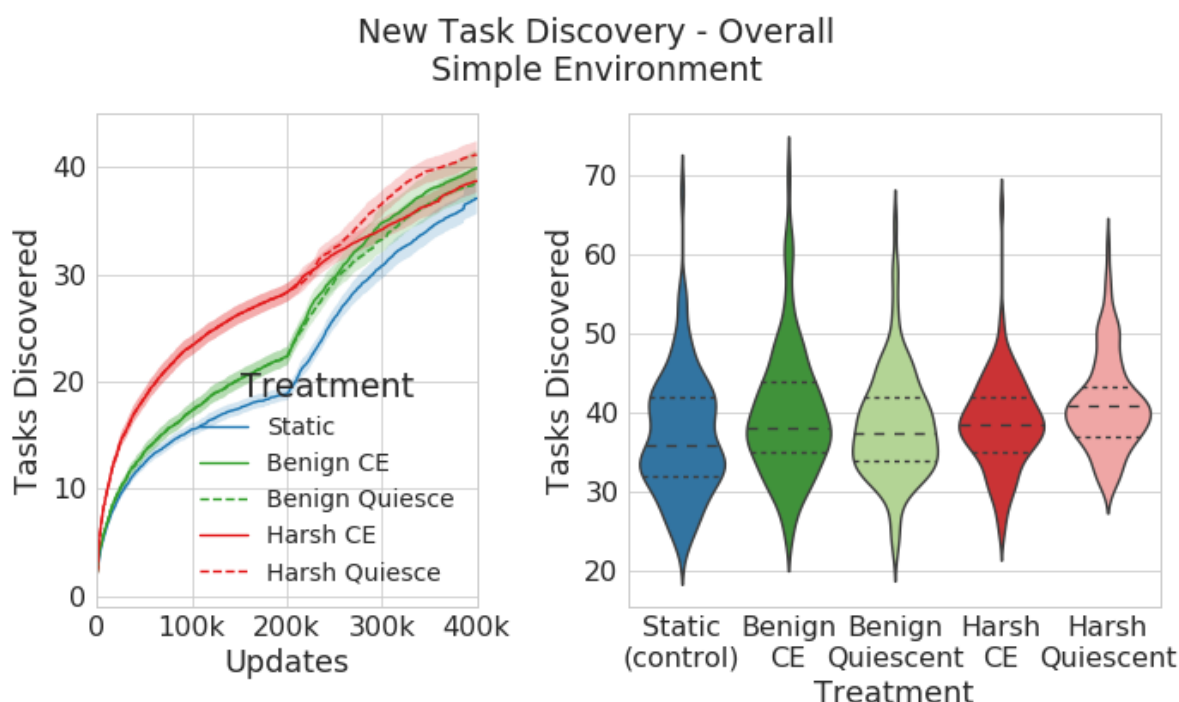 New Task Discovery - Overall
Simple Environment
Tasks Discovered
40
30
20
10
0
0 100k 200k 300k 400k
Updates
Treatment
Static
Benign CE
Benign Quiesce
Harsh CE
Harsh Quiesce
Tasks Discovered
70
60
50
40
30
20
Static Benign Benign Harsh Harsh
(control) CE Quiescent CE Quiescent
Treatment